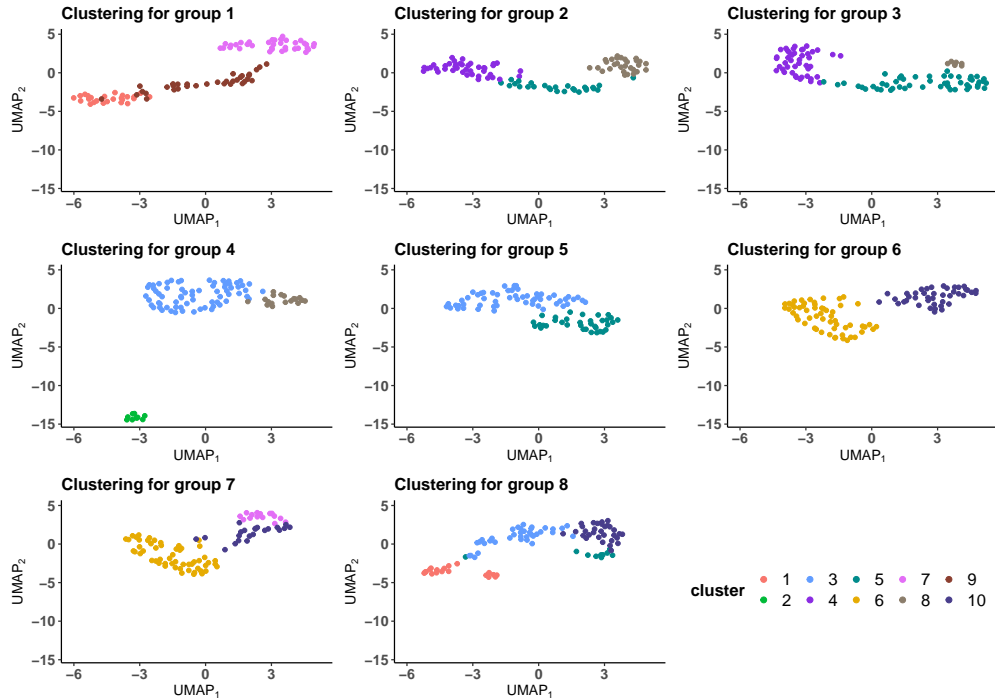 Clustering for group 1
Clustering for group 2
Clustering for group 3
5
0
−5
−10
−15
UMAP2
−6 −3 0 3
UMAP1
5
0
−5
−10
−15
UMAP2
−6 −3 0 3
UMAP1
5
0
−5
−10
−15
UMAP2
−6 −3 0 3
UMAP1
Clustering for group 4
Clustering for group 5
Clustering for group 6
5
0
−5
−10
−15
UMAP2
−6 −3 0 3
UMAP1
5
0
−5
−10
−15
UMAP2
−6 −3 0 3
UMAP1
5
0
−5
−10
−15
UMAP2
−6 −3 0 3
UMAP1
Clustering for group 7
Clustering for group 8
5
0
−5
−10
−15
UMAP2
−6 −3 0 3
UMAP1
5
0
−5
−10
−15
UMAP2
−6 −3 0 3
UMAP1
cluster
1 3 5 7 9
2 4 6 8 10